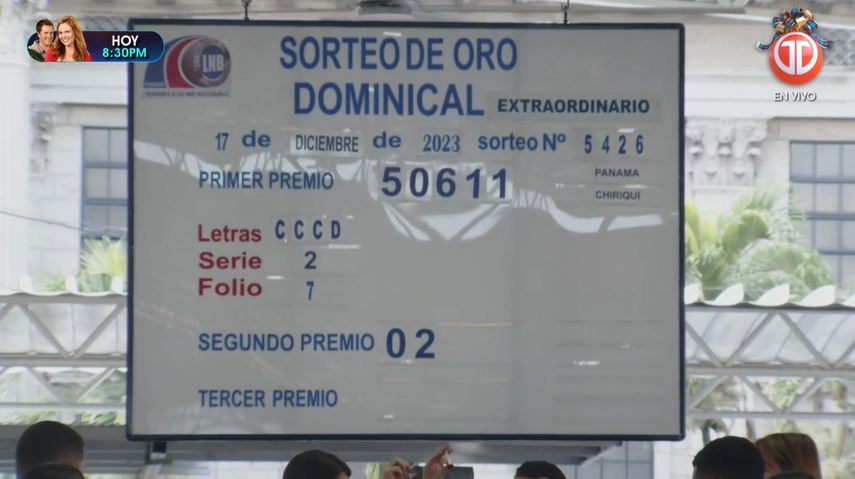 HOY
8:30PM
EN VIVO
LNB
SORTEO DE ORO
DOMINICAL EXTRAORDINARIO
17 de DICIEMBRE de 2023 sorteo Nº 5426
PRIMER PREMIO 50611 PANAMA
CHIRIQUI
Letras CCCD
Serie 2
Folio 7
SEGUNDO PREMIO 02
TERCER PREMIO